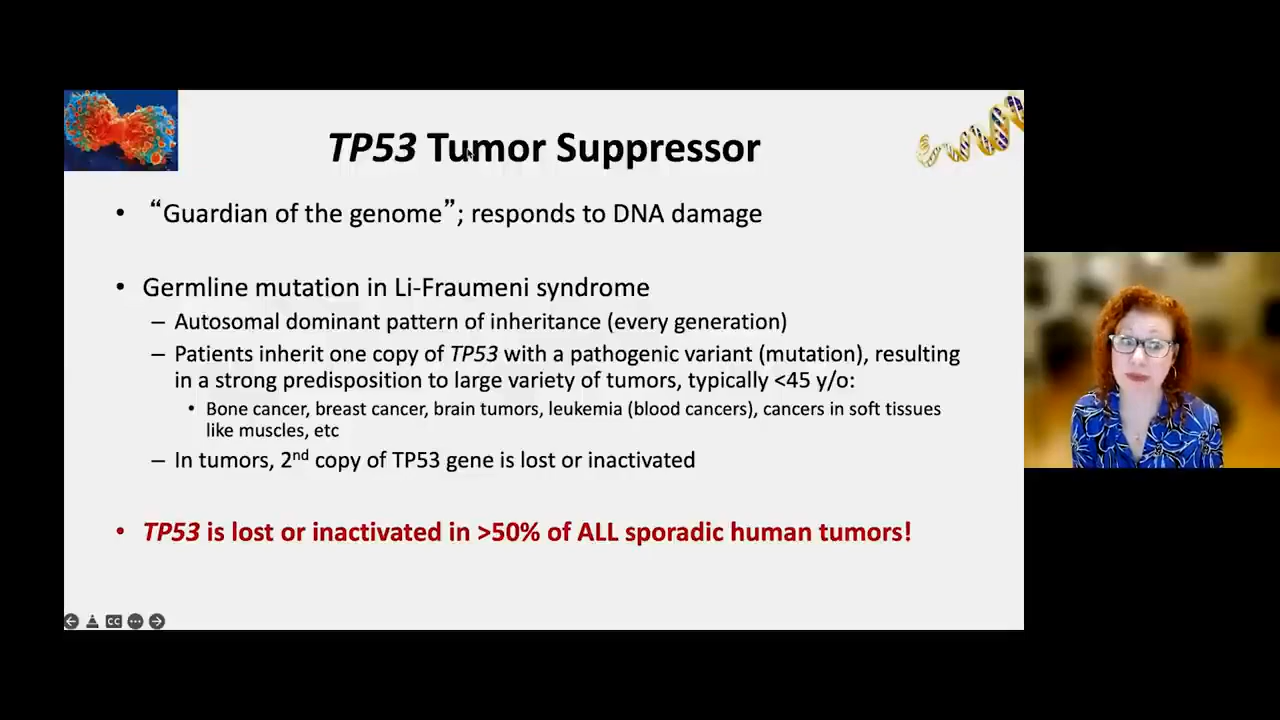 TP53 Tumor Suppressor
• “Guardian of the genome”; responds to DNA damage
• Germline mutation in Li-Fraumeni syndrome
– Autosomal dominant pattern of inheritance (every generation)
– Patients inherit one copy of TP53 with a pathogenic variant (mutation), resulting
in a strong predisposition to large variety of tumors, typically <45 y/o:
• Bone cancer, breast cancer, brain tumors, leukemia (blood cancers), cancers in soft tissues
like muscles, etc
– In tumors, 2nd copy of TP53 gene is lost or inactivated
• TP53 is lost or inactivated in >50% of ALL sporadic human tumors!
CC